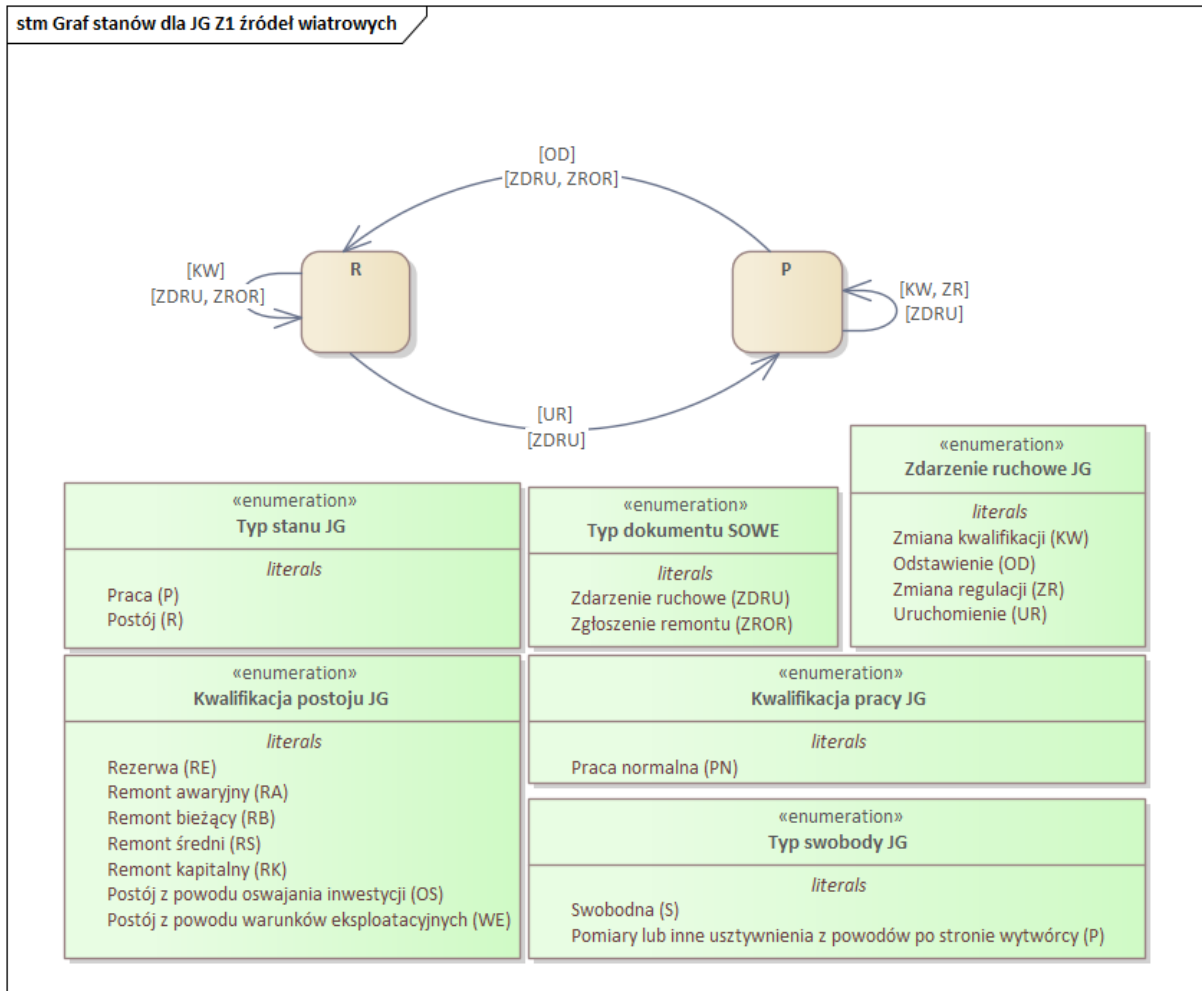 stm Graf stanów dla JG Z1 źródeł wiatrowych
[OD]
[ZDRU, ZROR]
R
P
[KW]
[ZDRU, ZROR]
[KW, ZR]
[ZDRU]
[UR]
[ZDRU]
«enumeration»
Zdarzenie ruchowe JG
literals
Zmiana kwalifikacji (KW)
Odstawienie (OD)
Zmiana regulacji (ZR)
Uruchomienie (UR)
«enumeration»
Typ stanu JG
literals
Praca (P)
Postój (R)
«enumeration»
Typ dokumentu SOWE
literals
Zdarzenie ruchowe (ZDRU)
Zgłoszenie remontu (ZROR)
«enumeration»
Kwalifikacja postoju JG
literals
Rezerwa (RE)
Remont awaryjny (RA)
Remont bieżący (RB)
Remont średni (RS)
Remont kapitalny (RK)
Postój z powodu oswajania inwestycji (OS)
Postój z powodu warunków eksploatacyjnych (WE)
«enumeration»
Kwalifikacja pracy JG
literals
Praca normalna (PN)
«enumeration»
Typ swobody JG
literals
Swobodna (S)
Pomiary lub inne usztywnienia z powodów po stronie wytwórcy (P)